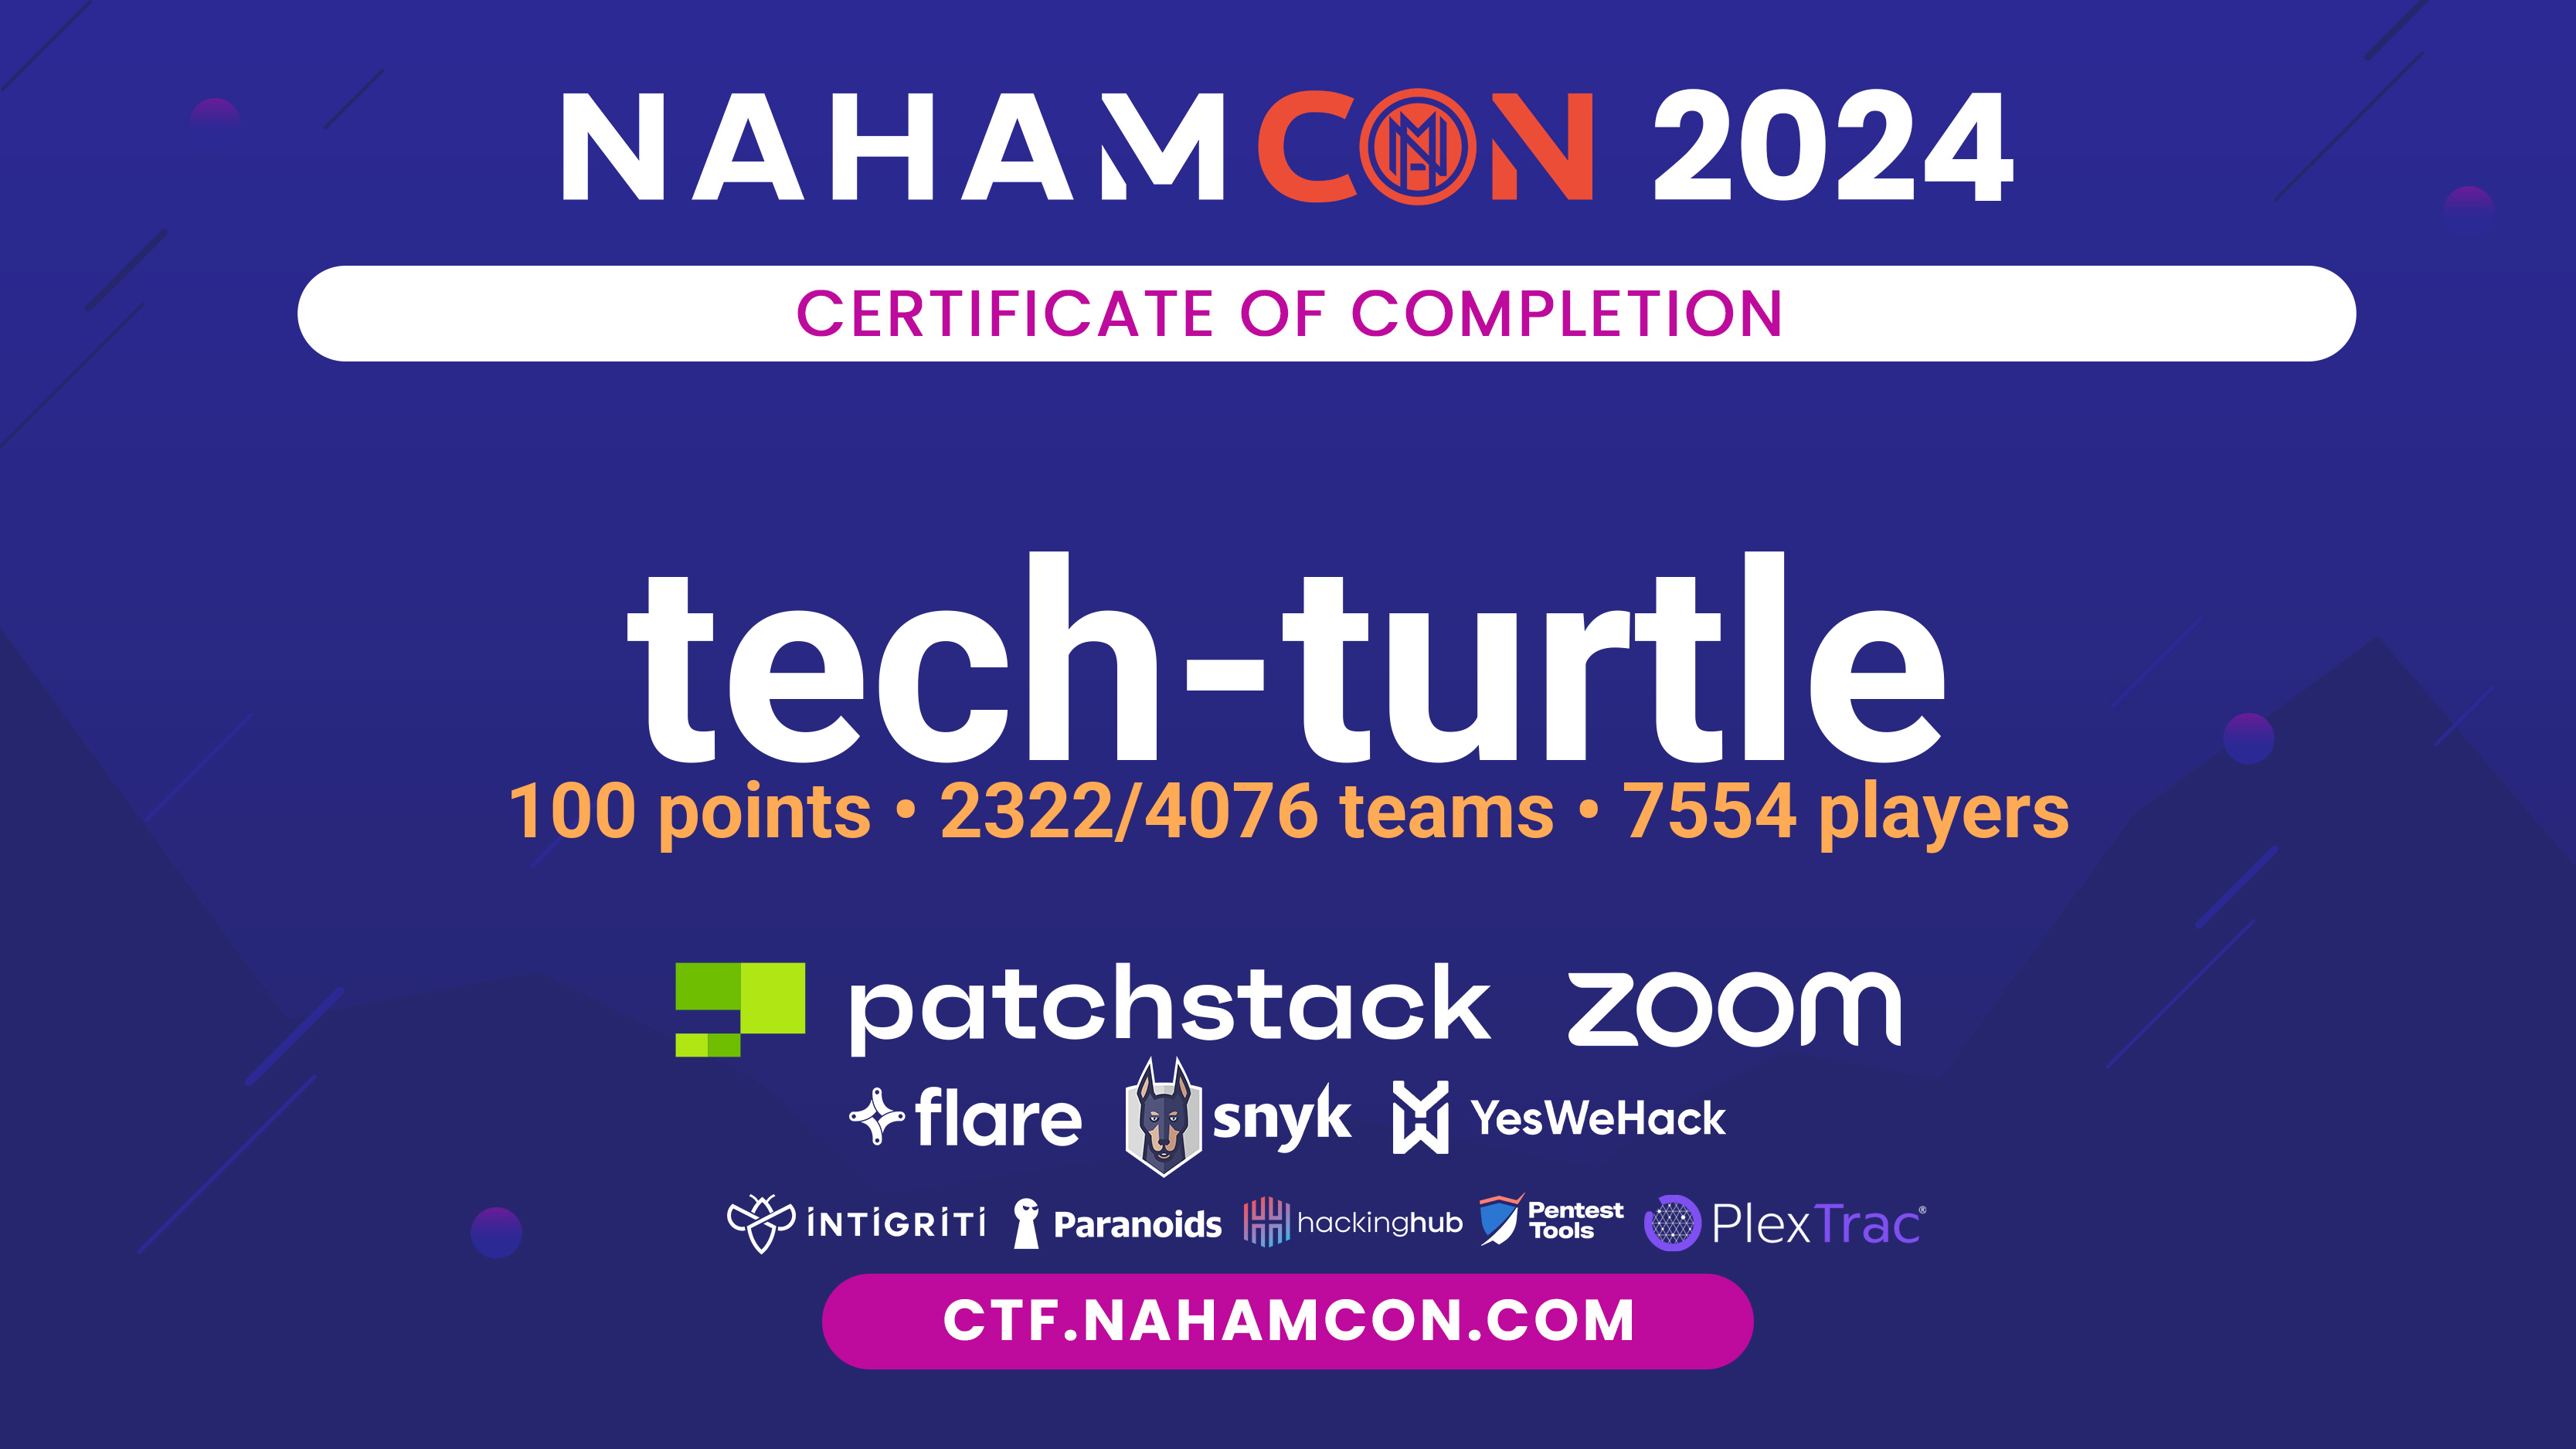 NAHAMCON 2024
CERTIFICATE OF COMPLETION
tech-turtle
100 points • 2322/4076 teams • 7554 players
patchstack zoom
flare snyk YesWeHack
INTIGRITI Paranoids hackinghub Pentest Tools PlexTrac®
CTF.NAHAMCON.COM